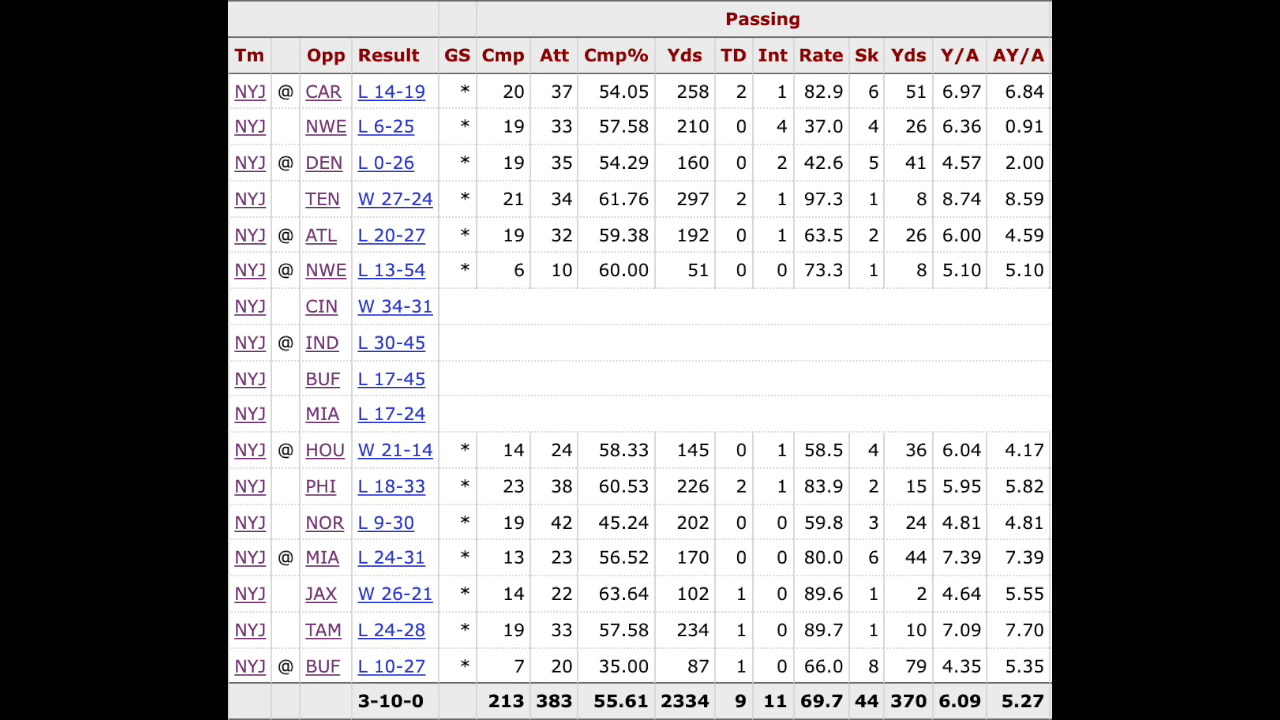 Passing
Tm Opp Result GS Cmp Att Cmp% Yds TD Int Rate Sk Yds Y/A AY/A
NYJ @ CAR L 14-19 * 20 37 54.05 258 2 1 82.9 6 51 6.97 6.84
NYJ NWE L 6-25 * 19 33 57.58 210 0 4 37.0 4 26 6.36 0.91
NYJ @ DEN L 0-26 * 19 35 54.29 160 0 2 42.6 5 41 4.57 2.00
NYJ TEN W 27-24 * 21 34 61.76 297 2 1 97.3 1 8 8.74 8.59
NYJ @ ATL L 20-27 * 19 32 59.38 192 0 1 63.5 2 26 6.00 4.59
NYJ @ NWE L 13-54 * 6 10 60.00 51 0 0 73.3 1 8 5.10 5.10
NYJ CIN W 34-31
NYJ @ IND L 30-45
NYJ BUF L 17-45
NYJ MIA L 17-24
NYJ @ HOU W 21-14 * 14 24 58.33 145 0 1 58.5 4 36 6.04 4.17
NYJ PHI L 18-33 * 23 38 60.53 226 2 1 83.9 2 15 5.95 5.82
NYJ NOR L 9-30 * 19 42 45.24 202 0 0 59.8 3 24 4.81 4.81
NYJ @ MIA L 24-31 * 13 23 56.52 170 0 0 80.0 6 44 7.39 7.39
NYJ JAX W 26-21 * 14 22 63.64 102 1 0 89.6 1 2 4.64 5.55
NYJ TAM L 24-28 * 19 33 57.58 234 1 0 89.7 1 10 7.09 7.70
NYJ @ BUF L 10-27 * 7 20 35.00 87 1 0 66.0 8 79 4.35 5.35
3-10-0 213 383 55.61 2334 9 11 69.7 44 370 6.09 5.27